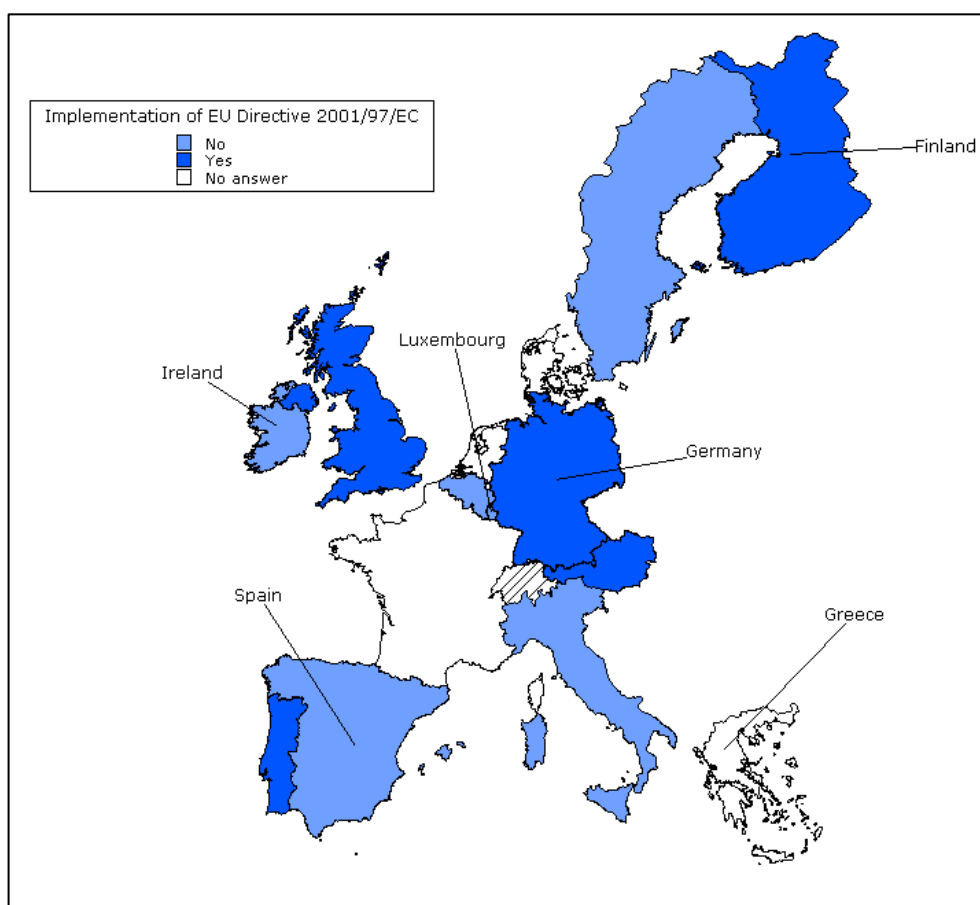 Implementation of EU Directive 2001/97/EC
No
Yes
No answer
Finland
Luxembourg
Ireland
Germany
Spain
Greece